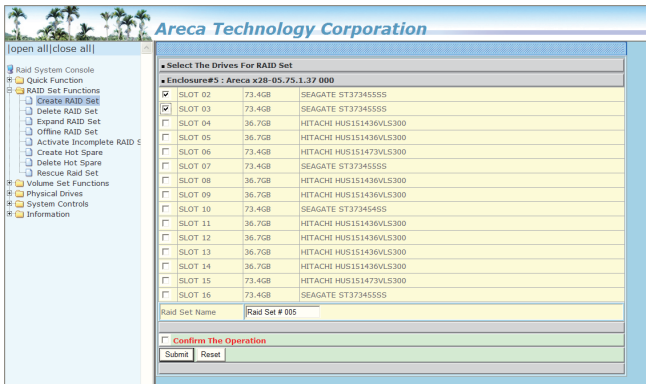 Areca Technology Corporation
|open all|close all|
Raid System Console
Quick Function
RAID Set Functions
Create RAID Set
Delete RAID Set
Expand RAID Set
Offline RAID Set
Activate Incomplete RAID S
Create Hot Spare
Delete Hot Spare
Rescue Raid Set
Volume Set Functions
Physical Drives
System Controls
Information
Select The Drives For RAID Set
Enclosure#5 : Areca x28-05.75.1.37 000
SLOT 02 73.4GB SEAGATE ST373455SS
SLOT 03 73.4GB SEAGATE ST373455SS
SLOT 04 36.7GB HITACHI HUS151436VLS300
SLOT 05 36.7GB HITACHI HUS151436VLS300
SLOT 06 73.4GB HITACHI HUS151473VLS300
SLOT 07 73.4GB SEAGATE ST373455SS
SLOT 08 36.7GB HITACHI HUS151436VLS300
SLOT 09 36.7GB HITACHI HUS151436VLS300
SLOT 10 73.4GB SEAGATE ST373454SS
SLOT 11 36.7GB HITACHI HUS151436VLS300
SLOT 12 36.7GB HITACHI HUS151436VLS300
SLOT 13 36.7GB HITACHI HUS151436VLS300
SLOT 14 36.7GB HITACHI HUS151436VLS300
SLOT 15 73.4GB HITACHI HUS151473VLS300
SLOT 16 73.4GB SEAGATE ST373455SS
Raid Set Name Raid Set # 005
Confirm The Operation
Submit Reset